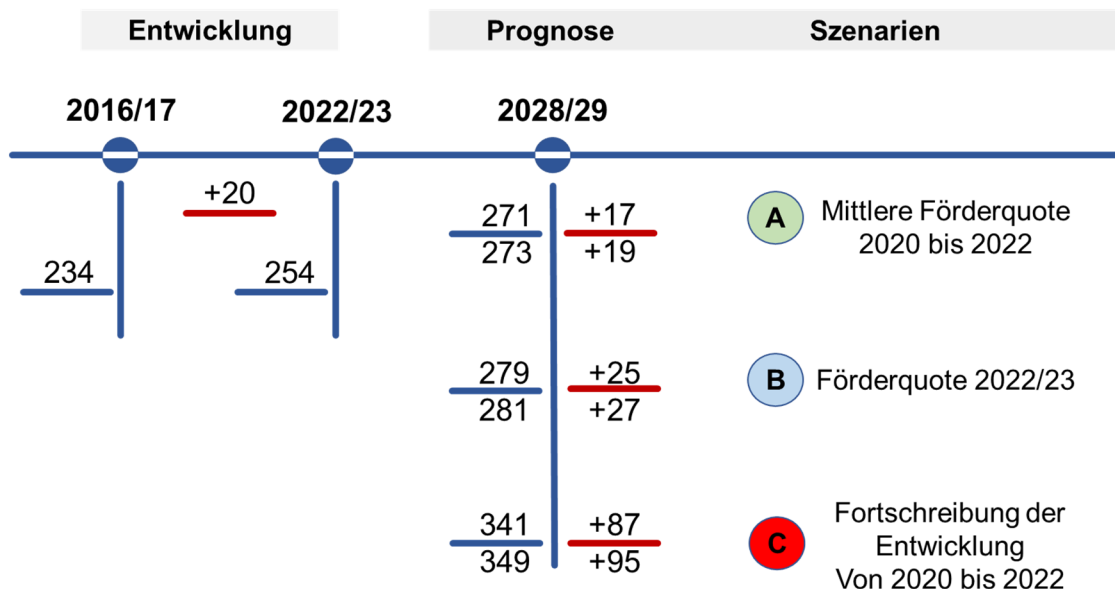 Entwicklung
Prognose
Szenarien
2016/17
2022/23
2028/29
+20
234
254
271
+17
273
+19
A
Mittlere Förderquote
2020 bis 2022
279
+25
281
+27
B
Förderquote 2022/23
341
+87
349
+95
C
Fortschreibung der
Entwicklung
Von 2020 bis 2022